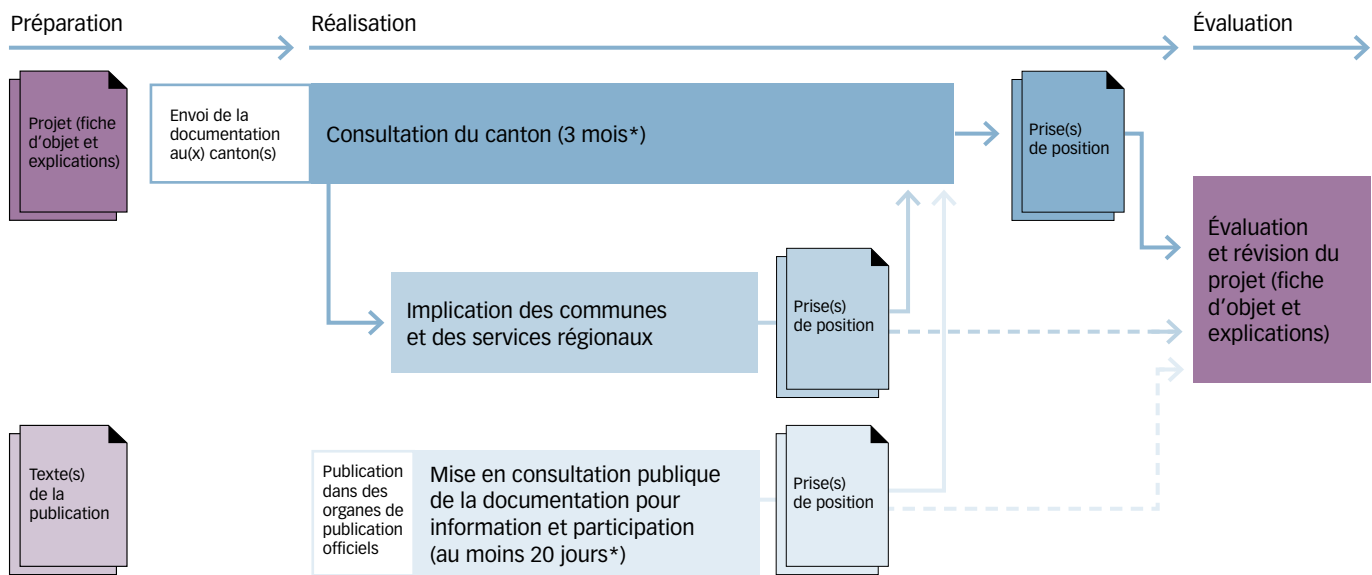 Préparation
Réalisation
Évaluation
Projet (fiche
d'objet et
explications)
Envoi de la
documentation
au(x) canton(s)
Consultation du canton (3 mois*)
Prise(s)
de position
Implication des communes
et des services régionaux
Prise(s)
de position
Évaluation
et révision du
projet (fiche
d'objet et
explications)
Texte(s)
de la
publication
Publication
dans des
organes de
publication
officiels
Mise en consultation publique
de la documentation pour
information et participation
(au moins 20 jours*)
Prise(s)
de position